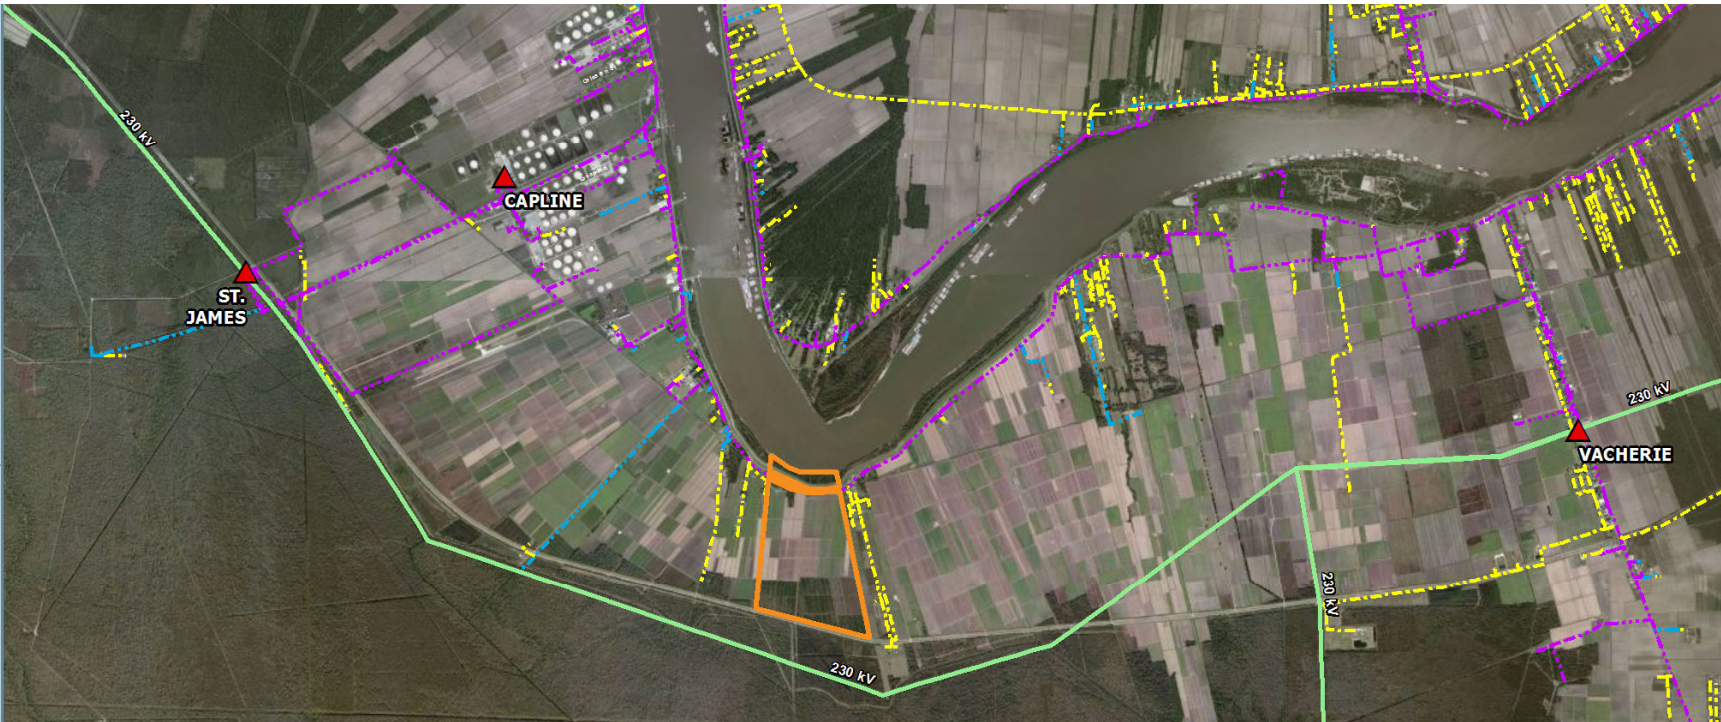 230 kV
CAPLINE
ST.
JAMES
230 kV
VACHERIE
230 kV
230 kV